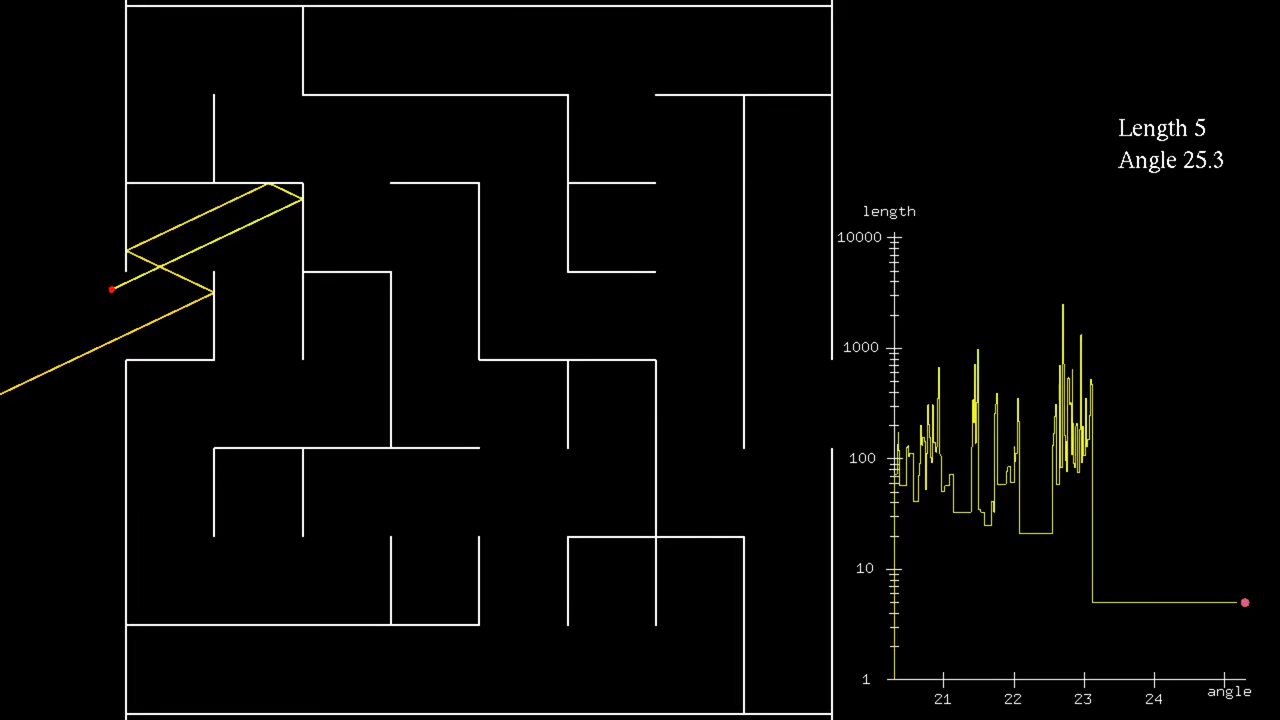 Length 5
Angle 25.3
length
10000
1000
100
10
1
21 22 23 24
angle